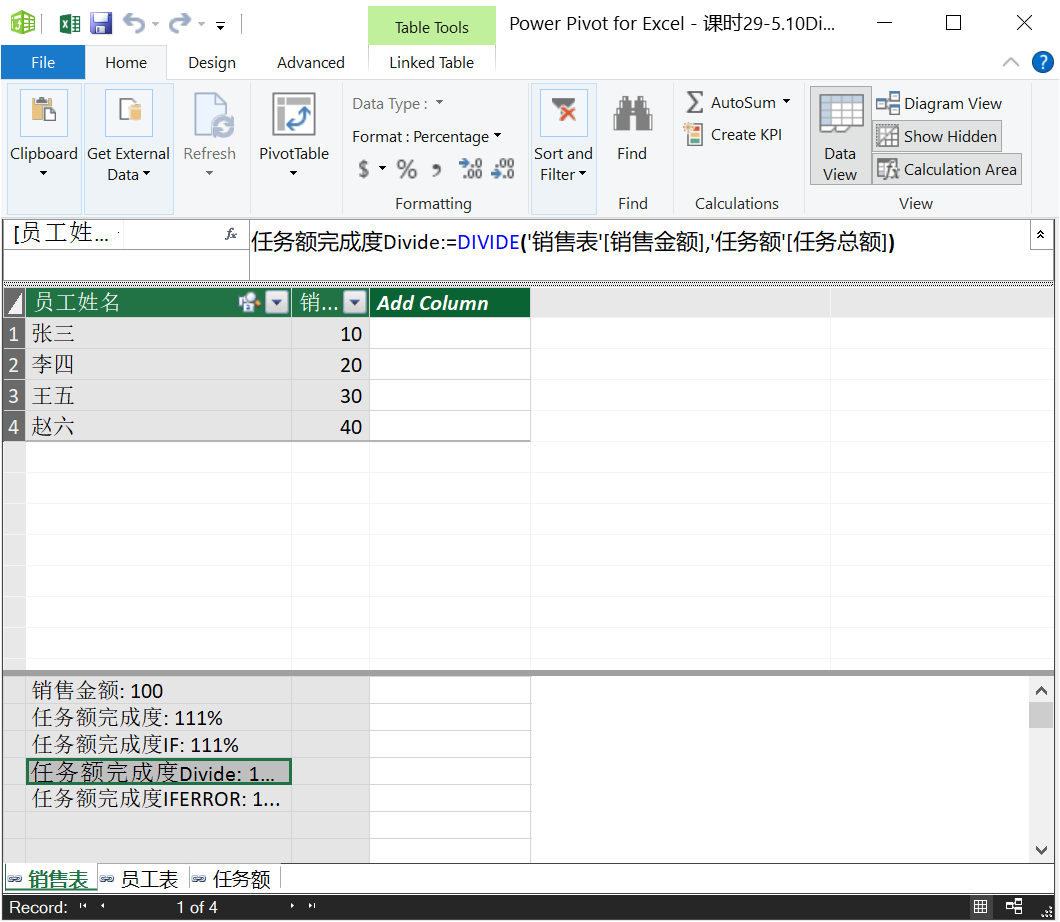 Table Tools
Power Pivot for Excel - 课时29-5.10Di...
File Home Design Advanced Linked Table
Clipboard
Get External Data
Refresh
PivotTable
Data Type :
Format : Percentage
$ % , .00 .00
Formatting
Sort and Filter
Find
Find
AutoSum
Create KPI
Calculations
Data View
Diagram View
Show Hidden
Calculation Area
View
[员工姓... fx 任务额完成度Divide:=DIVIDE('销售表'[销售金额],'任务额'[任务总额])
员工姓名 销... Add Column
1 张三 10
2 李四 20
3 王五 30
4 赵六 40
销售金额: 100
任务额完成度: 111%
任务额完成度IF: 111%
任务额完成度Divide: 1...
任务额完成度IFERROR: 1...
销售表 员工表 任务额
Record: 1 of 4